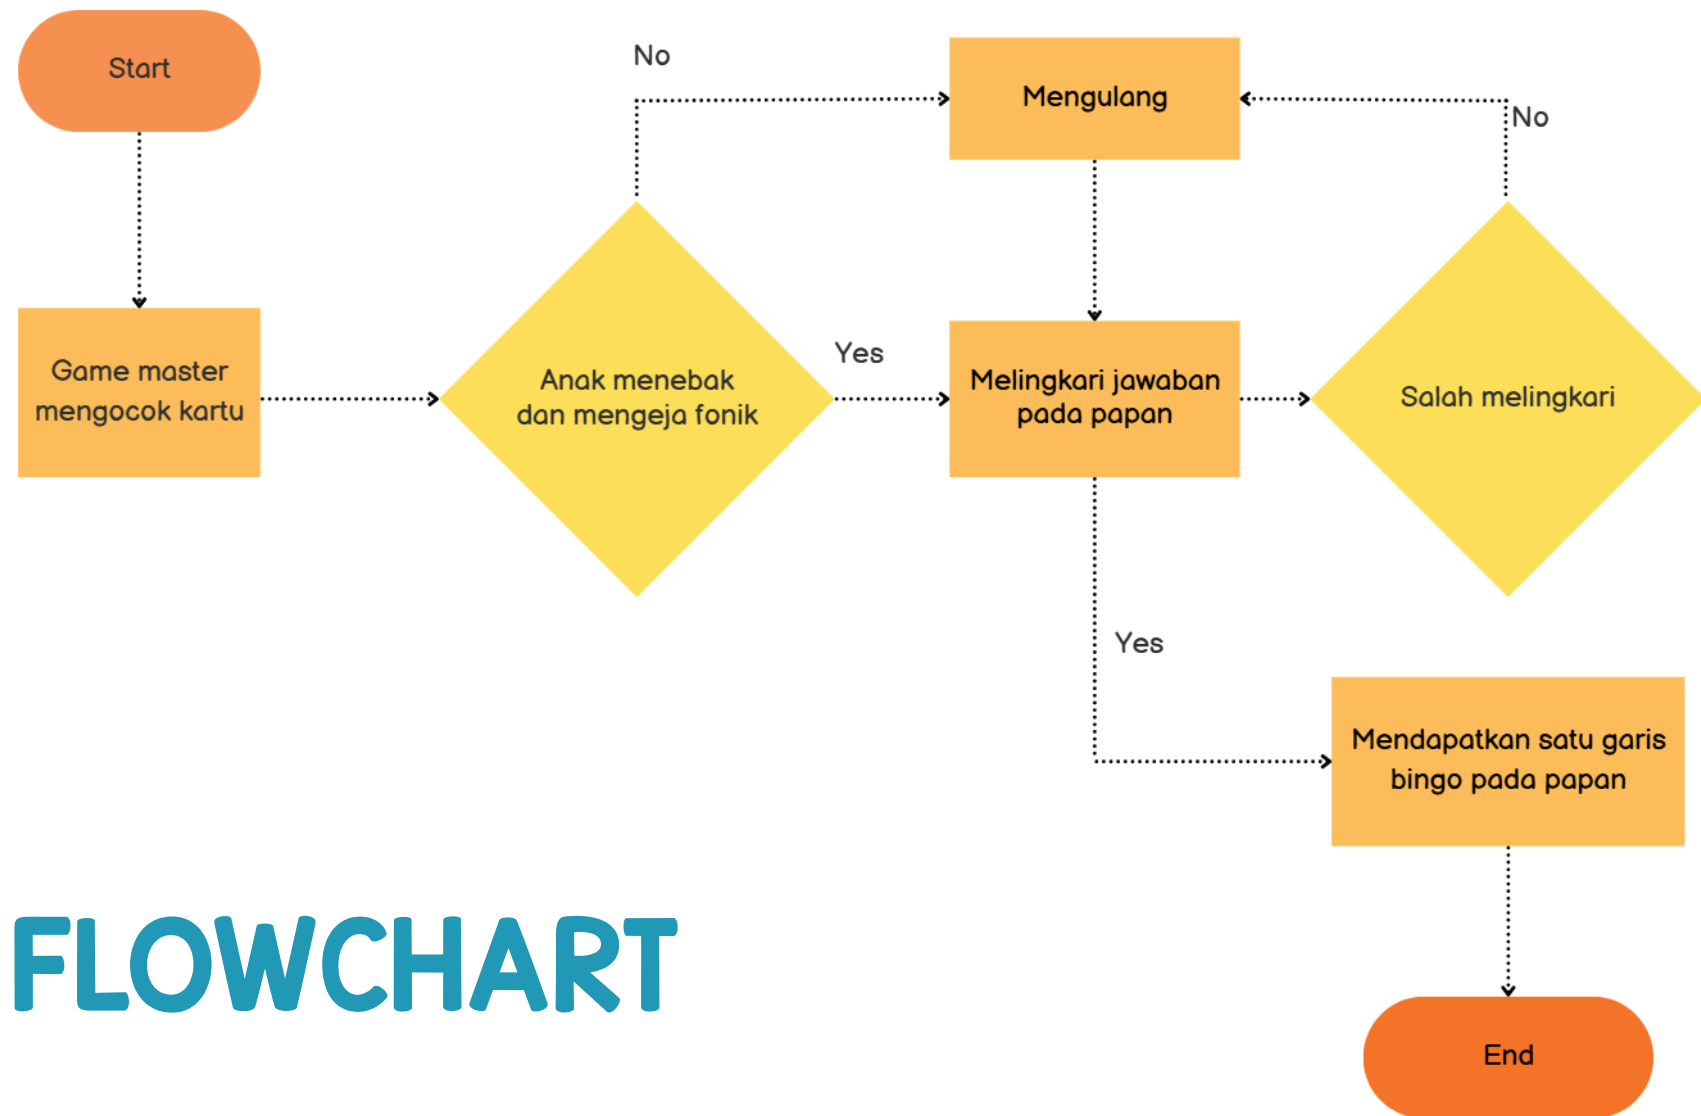 Start
No
Mengulang
No
Game master
mengocok kartu
Anak menebak
dan mengeja fonik
Yes
Melingkari jawaban
pada papan
Salah melingkari
Yes
Mendapatkan satu garis
bingo pada papan
FLOWCHART
End